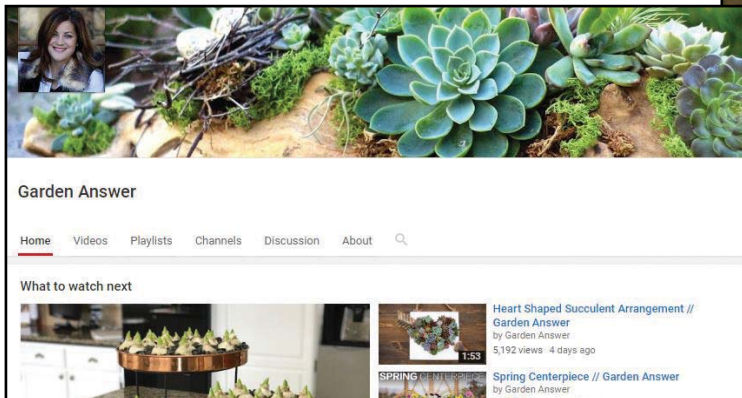 Garden Answer
Home Videos Playlists Channels Discussion About
What to watch next
Heart Shaped Succulent Arrangement //
Garden Answer
by Garden Answer
5,192 views 4 days ago
1:53
SPRING CENTERPIECE
Spring Centerpiece // Garden Answer
by Garden Answer